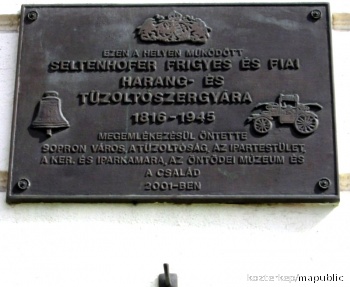 EZEN A HELYEN MŰKÖDÖTT
SELTENHOFER FRIGYES ÉS FIAI
HARANG- ÉS
TŰZOLTÓSZERGYÁRA
1816-1945
MEGEMLÉKEZÉSÜL ÖNTETTE
SOPRON VÁROS, A TŰZOLTÓSÁG, AZ IPARTESTÜLET,
A KER. ÉS IPARKAMARA, AZ ÖNTÖDEI MÚZEUM ÉS
A CSALÁD
2001-BEN
kozterkep/mapublic